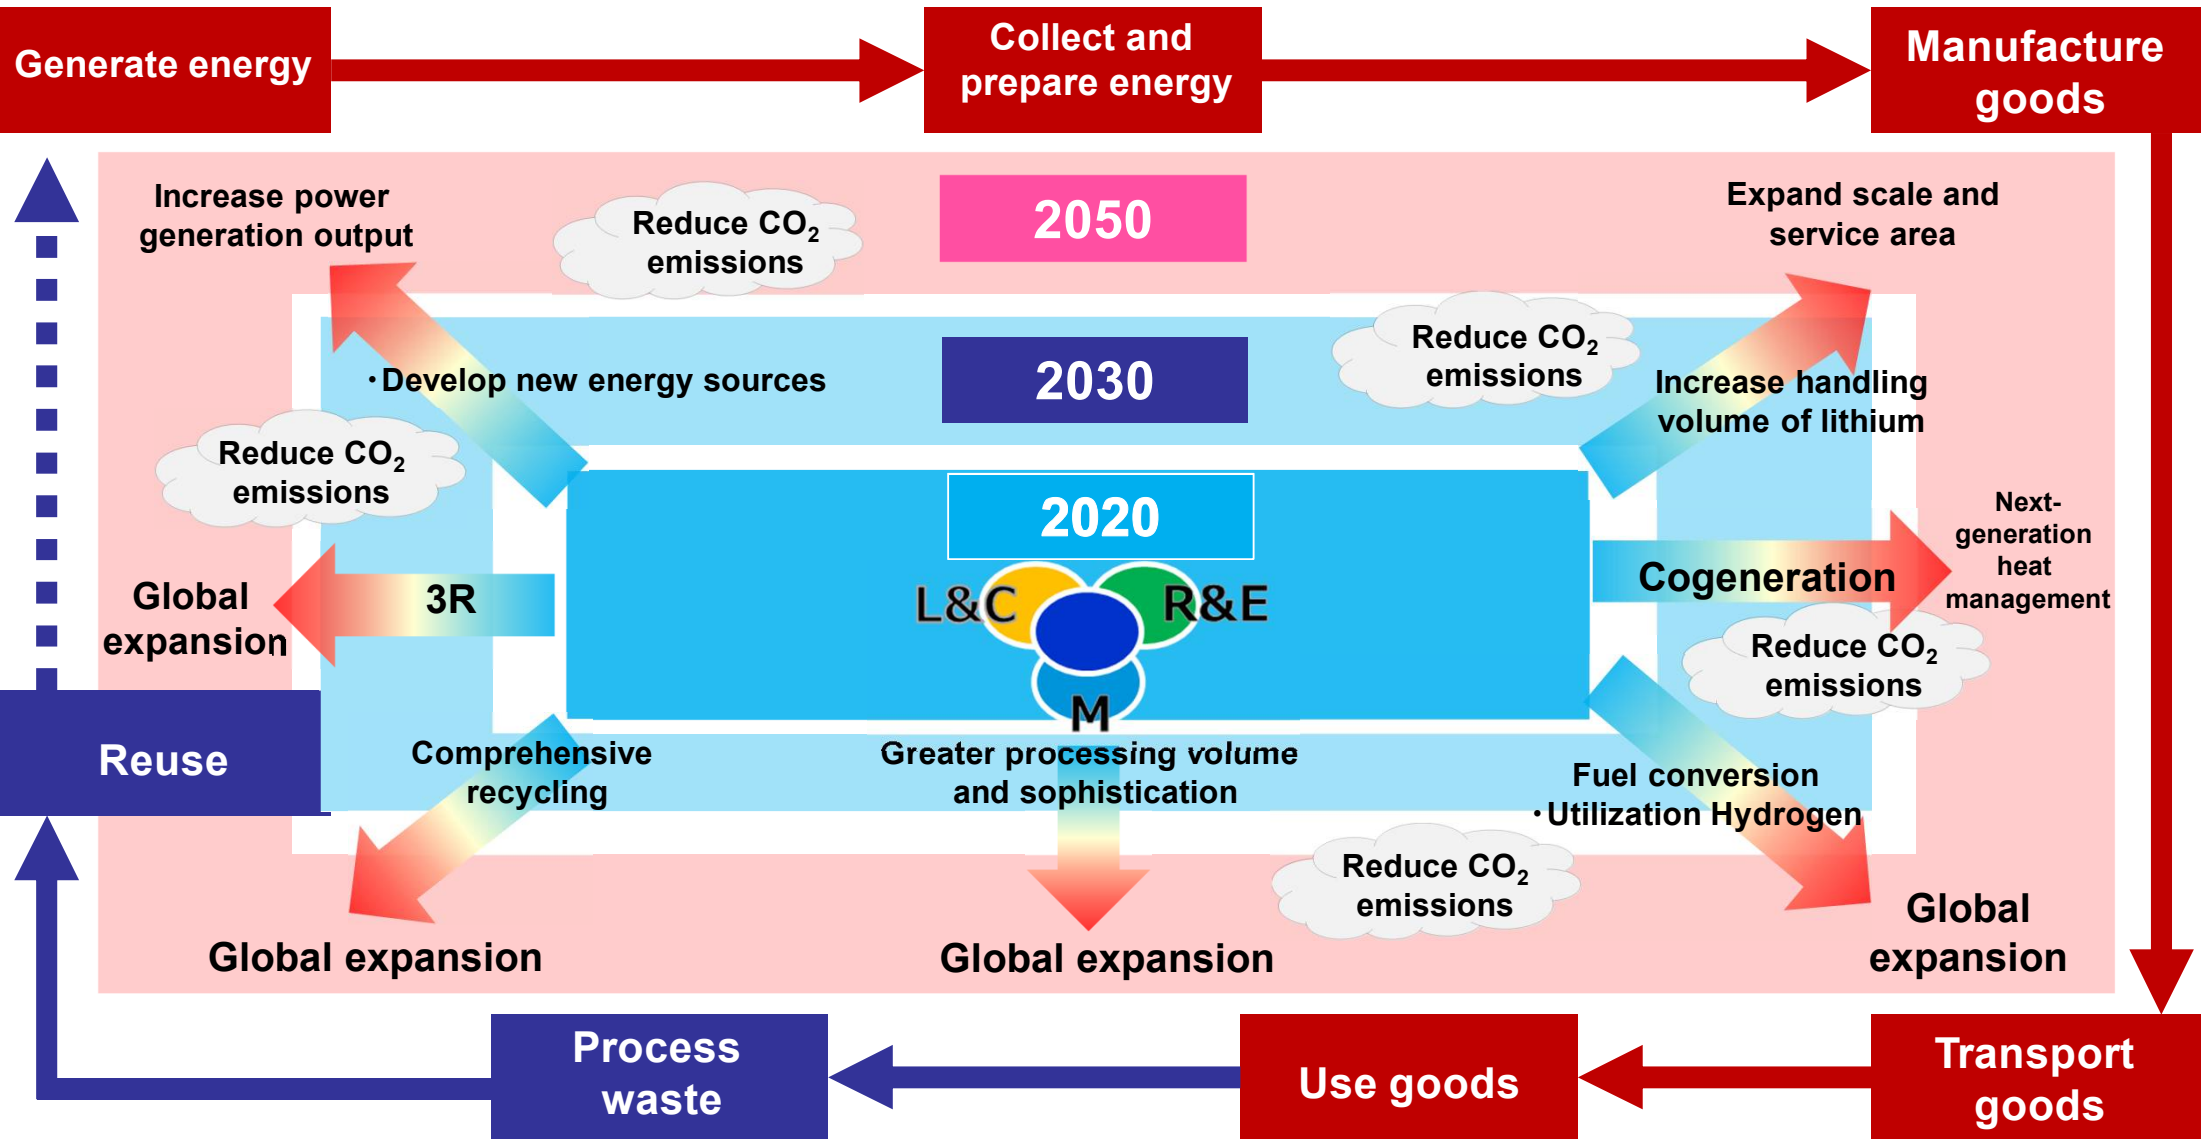 Generate energy
Collect and
prepare energy
Manufacture
goods
Increase power
generation output
Reduce CO₂
emissions
2050
Expand scale and
service area
・Develop new energy sources
2030
Reduce CO₂
emissions
Increase handling
volume of lithium
Reduce CO₂
emissions
2020
Next-
generation
heat
management
Global
expansion
3R
L&C
R&E
M
Cogeneration
Reduce CO₂
emissions
Reuse
Comprehensive
recycling
Greater processing volume
and sophistication
Fuel conversion
・Utilization Hydrogen
Reduce CO₂
emissions
Global expansion
Global expansion
Global
expansion
Process
waste
Use goods
Transport
goods